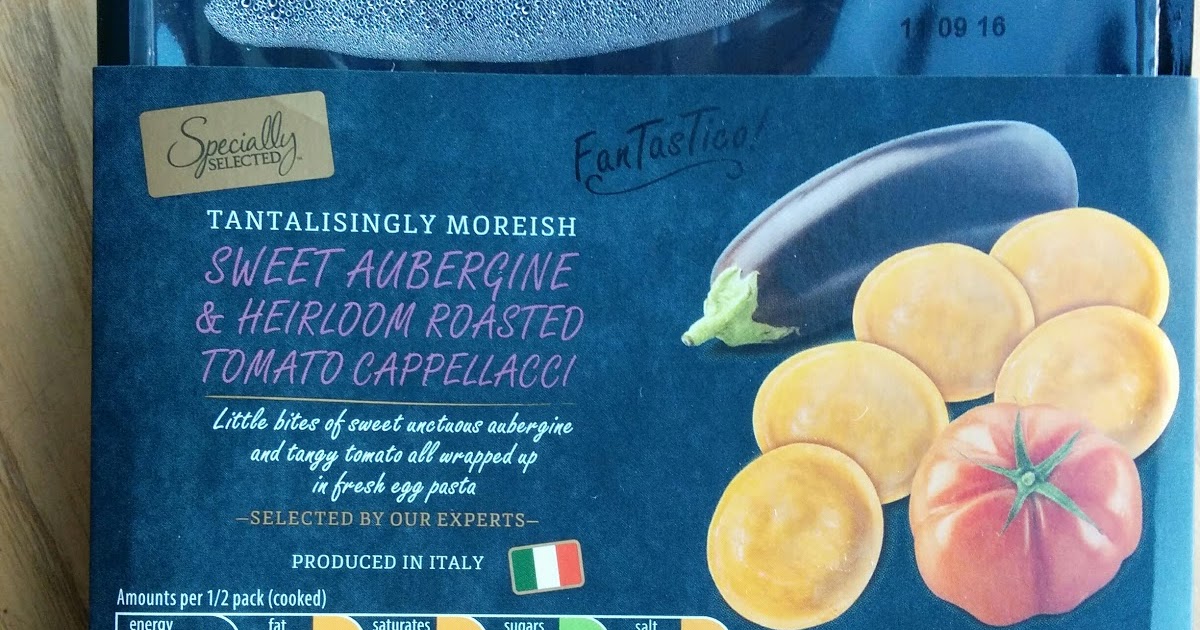 11 09 16
Specially
SELECTED™
FanTasTico!
TANTALISINGLY MOREISH
SWEET AUBERGINE
& HEIRLOOM ROASTED
TOMATO CAPPELLACCI
Little bites of sweet unctuous aubergine
and tangy tomato all wrapped up
in fresh egg pasta
–SELECTED BY OUR EXPERTS–
PRODUCED IN ITALY
Amounts per 1/2 pack (cooked)
energy fat saturates sugars salt